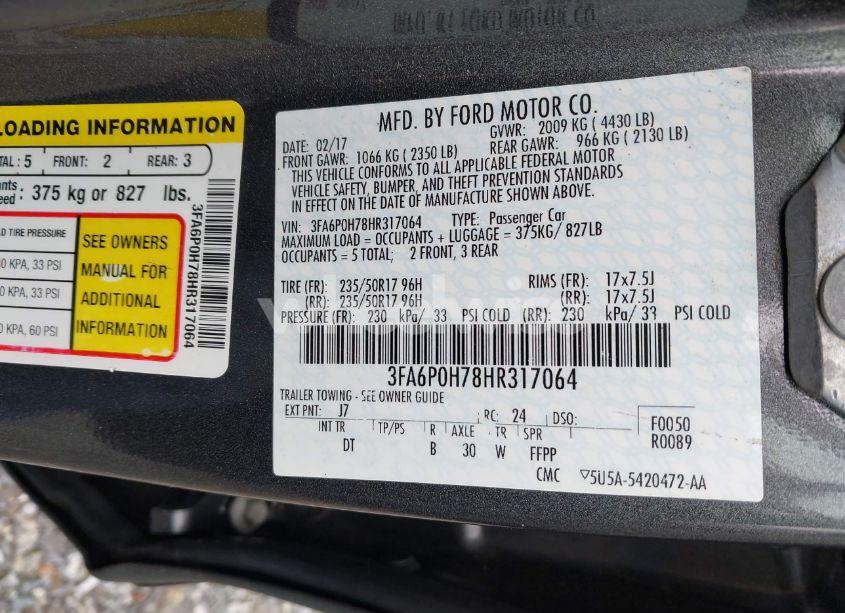 LOADING INFORMATION
TAL : 5 FRONT: 2 REAR: 3
375 kg or 827 lbs.
D TIRE PRESSURE
0 KPA, 33 PSI
0 KPA, 33 PSI
0 KPA, 60 PSI
SEE OWNERS
MANUAL FOR
ADDITIONAL
INFORMATION
3FA6P0H78HR317064
MFD. BY FORD MOTOR CO.
DATE: 02/17 GVWR: 2009 KG ( 4430 LB)
FRONT GAWR: 1066 KG ( 2350 LB) REAR GAWR: 966 KG ( 2130 LB)
THIS VEHICLE CONFORMS TO ALL APPLICABLE FEDERAL MOTOR
VEHICLE SAFETY, BUMPER, AND THEFT PREVENTION STANDARDS
IN EFFECT ON THE DATE OF MANUFACTURE SHOWN ABOVE.
VIN: 3FA6P0H78HR317064 TYPE: Passenger Car
MAXIMUM LOAD = OCCUPANTS + LUGGAGE = 375KG/ 827LB
OCCUPANTS = 5 TOTAL; 2 FRONT, 3 REAR
TIRE (FR): 235/50R17 96H RIMS (FR): 17x7.5J
(RR): 235/50R17 96H (RR): 17x7.5J
PRESSURE (FR): 230 kPa/ 33 PSI COLD (RR): 230 kPa/ 33 PSI COLD
3FA6P0H78HR317064
TRAILER TOWING - SEE OWNER GUIDE
EXT PNT: J7 RC: 24 DSO:
INT TR TP/PS R AXLE TR SPR
DT B 30 W FFPP
F0050
R0089
CMC ▽5U5A-5420472-AA